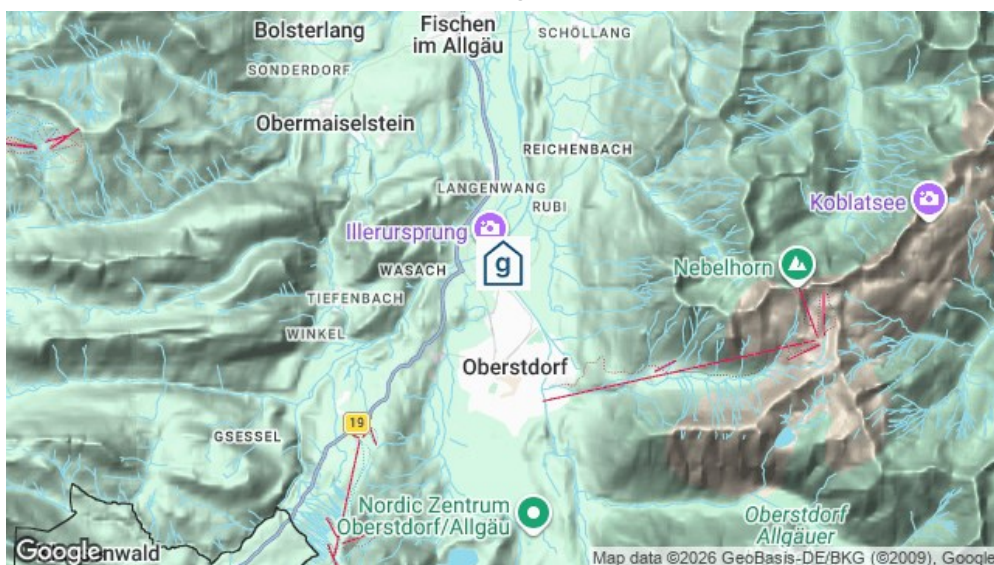 Fischen
im Allgäu
Bolsterlang
SCHÖLLANG
SONDERDORF
Obermaiselstein
REICHENBACH
LANGENWANG
RUBI
Koblatsee
Illerursprung
g
WASACH
Nebelhorn
TIEFENBACH
WINKEL
Oberstdorf
19
GSESSEL
Nordic Zentrum
Oberstdorf/Allgäu
Oberstdorf
Allgäuer
Google
enwald
Map data ©2026 GeoBasis-DE/BKG (©2009), Google